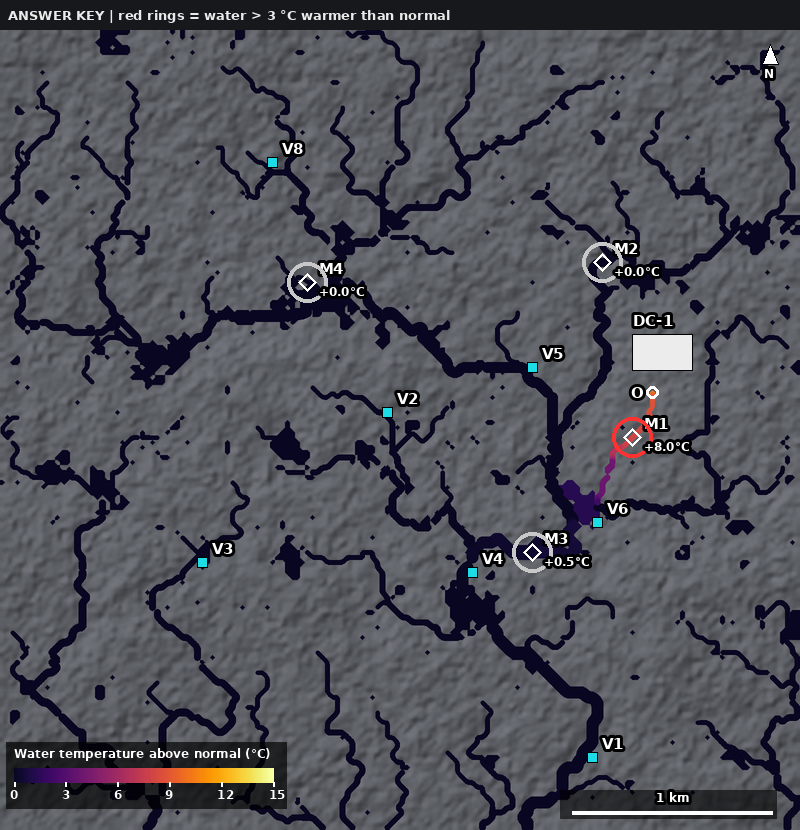 ANSWER KEY | red rings = water > 3 °C warmer than normal
N
V8
M2
+0.0°C
M4
+0.0°C
DC-1
V5
O
V2
M1
+8.0°C
V6
M3
+0.5°C
V3
V4
V1
Water temperature above normal (°C)
0 3 6 9 12 15
1 km